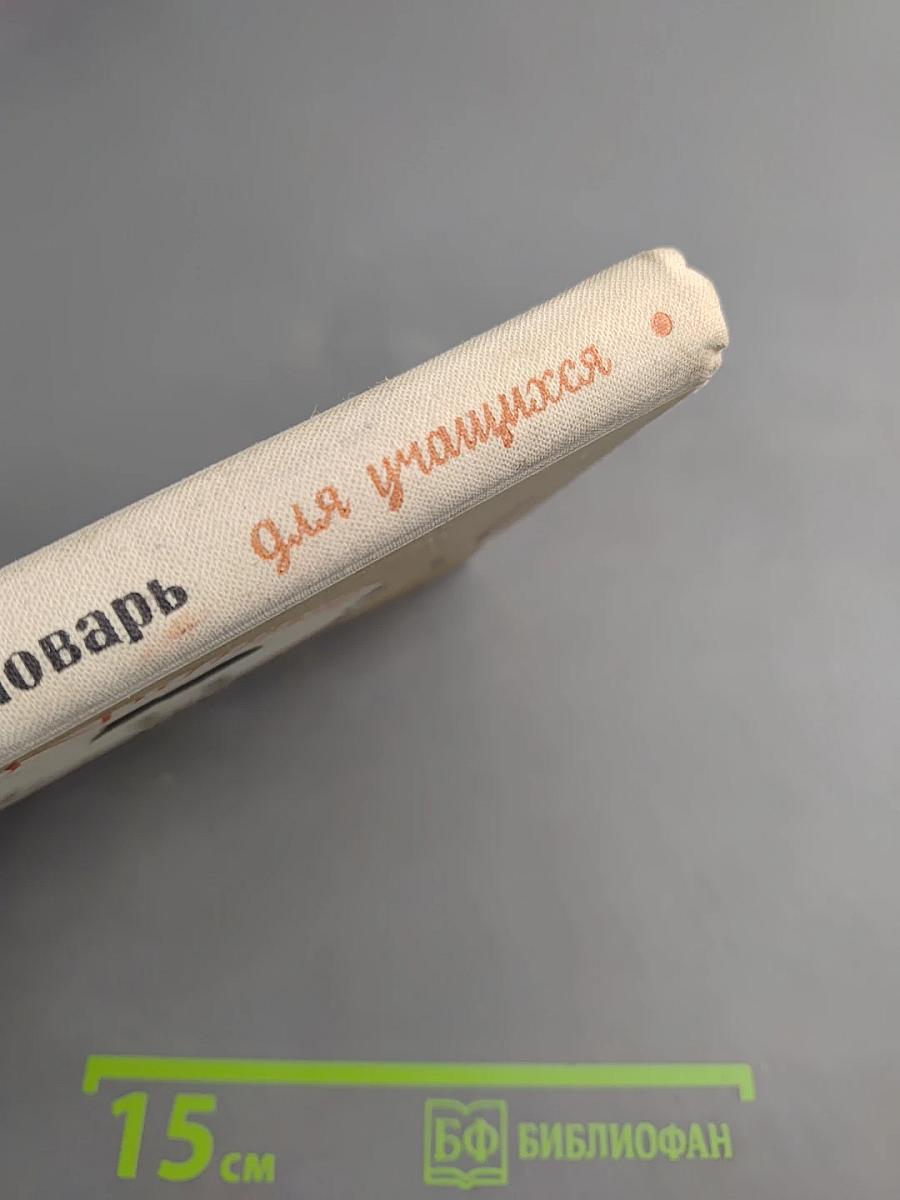 ловарь для учащихся
15 см
БФ БИБЛИОФАН